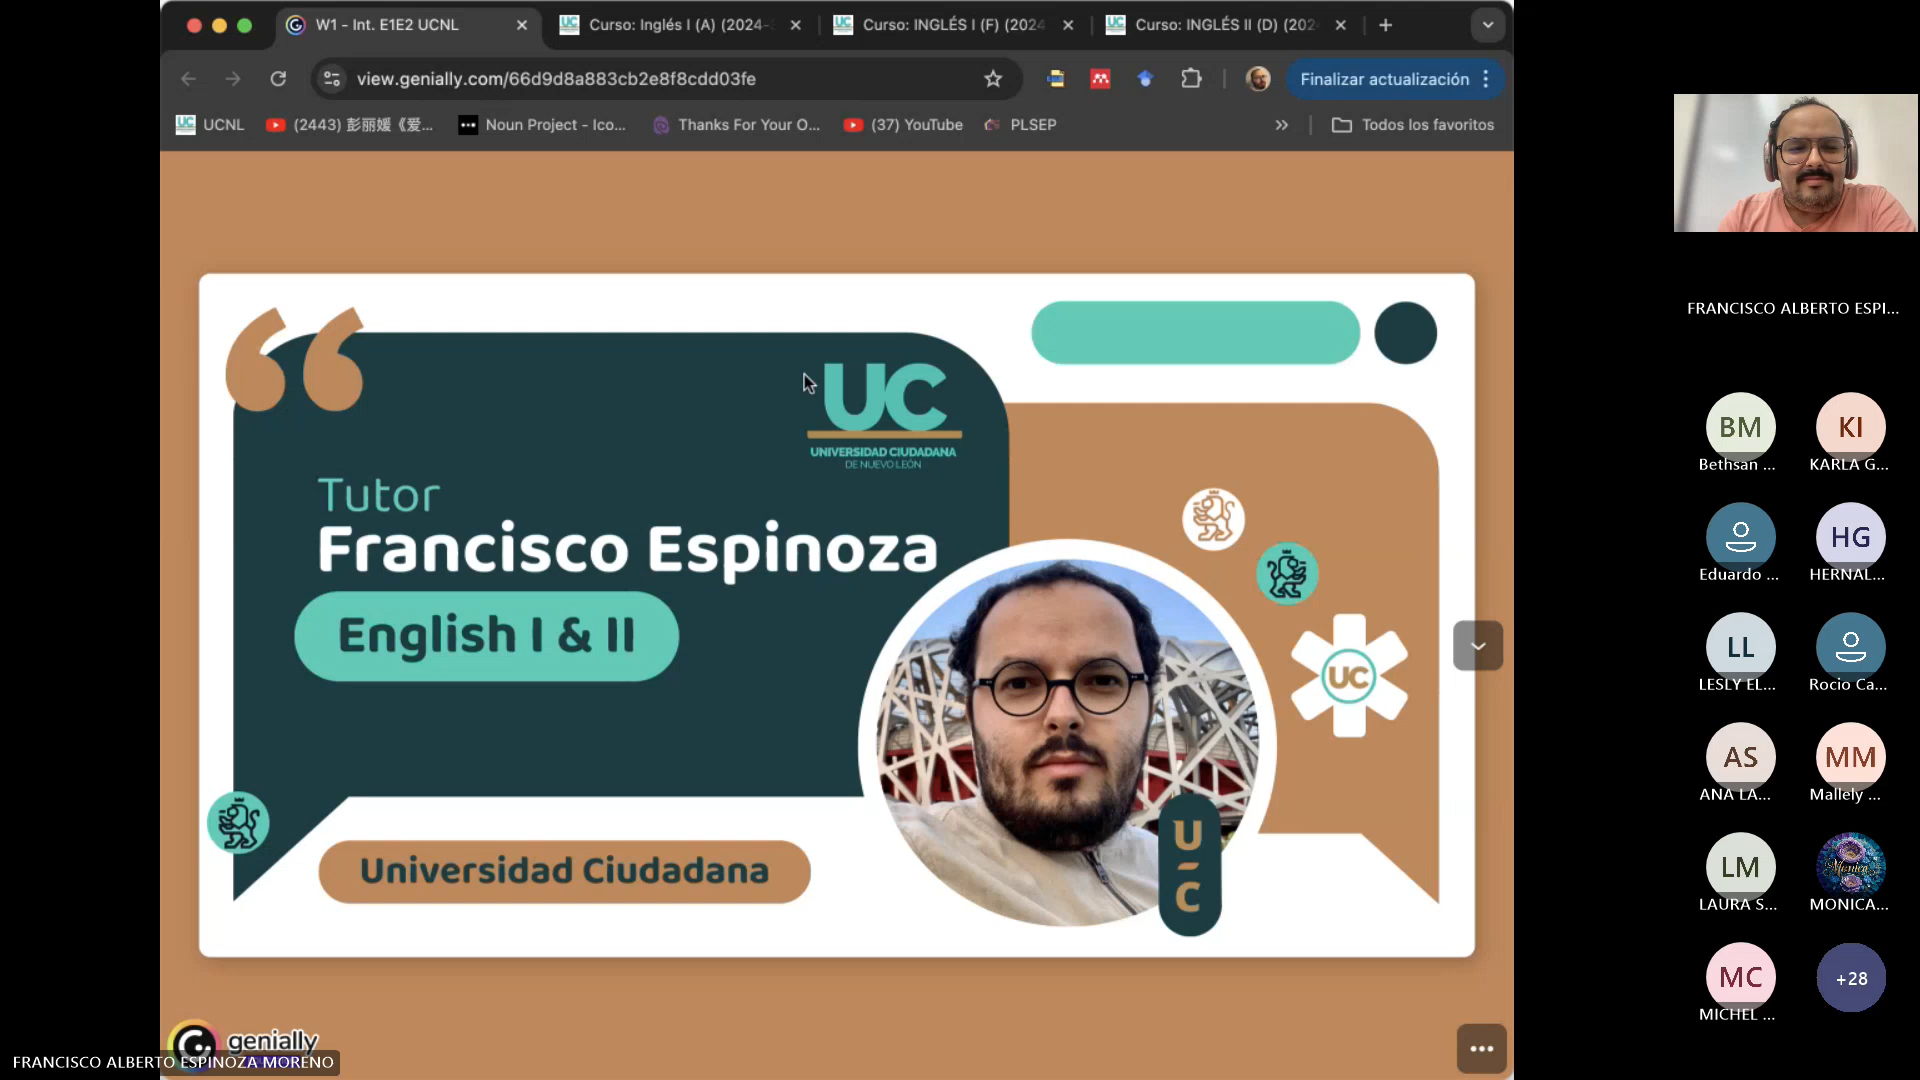 W1 - Int. E1E2 UCNL
Curso: Inglés I (A) (2024-
Curso: INGLÉS I (F) (2024
Curso: INGLÉS II (D) (202
view.genially.com/66d9d8a883cb2e8f8cdd03fe
Finalizar actualización
UCNL
(2443) 彭丽媛《爱...
Noun Project - Ico...
Thanks For Your O...
(37) YouTube
PLSEP
Todos los favoritos
UC
UNIVERSIDAD CIUDADANA
DE NUEVO LEÓN
Tutor
Francisco Espinoza
English I & II
UC
Universidad Ciudadana
U
C
genially
FRANCISCO ALBERTO ESPINOZA MORENO
FRANCISCO ALBERTO ESPI...
BM
Bethsan ...
KI
KARLA G...
Eduardo ...
HG
HERNAL...
LL
LESLY EL...
Rocio Ca...
AS
ANA LA...
MM
Mallely ...
LM
LAURA S...
Monica
MONICA...
MC
MICHEL ...
+28